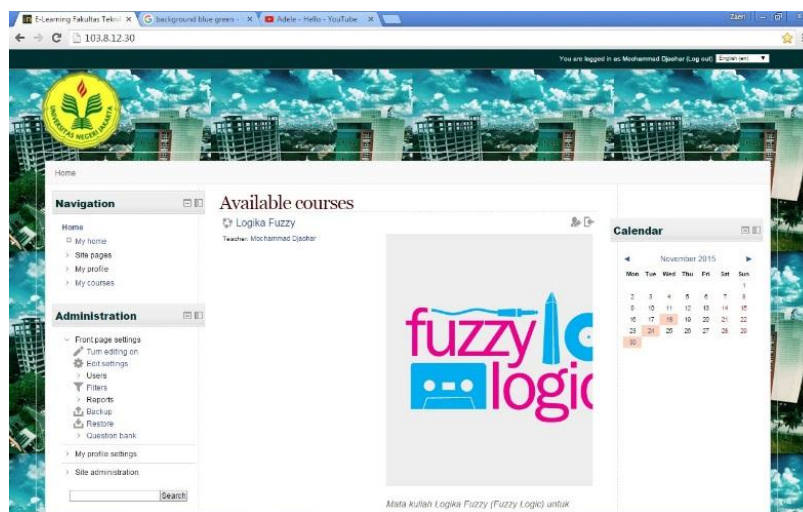 E-Learning Fakultas Tekni
background blue green -
Adele - Hello - YouTube
Zaeri
103.8.12.30
You are logged in as Mochammad Djaohar (Log out)
English (en)
UNIVERSITAS NEGERI JAKARTA
Home
Navigation
Home
My home
Site pages
My profile
My courses
Administration
Front page settings
Turn editing on
Edit settings
Users
Filters
Reports
Backup
Restore
Question bank
My profile settings
Site administration
Search
Available courses
Logika Fuzzy
Teacher: Mochammad Djaohar
fuzzy lo
logic
Mata kuliah Logika Fuzzy (Fuzzy Logic) untuk
Calendar
November 2015
Mon Tue Wed Thu Fri Sat Sun
1
2 3 4 5 6 7 8
9 10 11 12 13 14 15
16 17 18 19 20 21 22
23 24 25 26 27 28 29
30